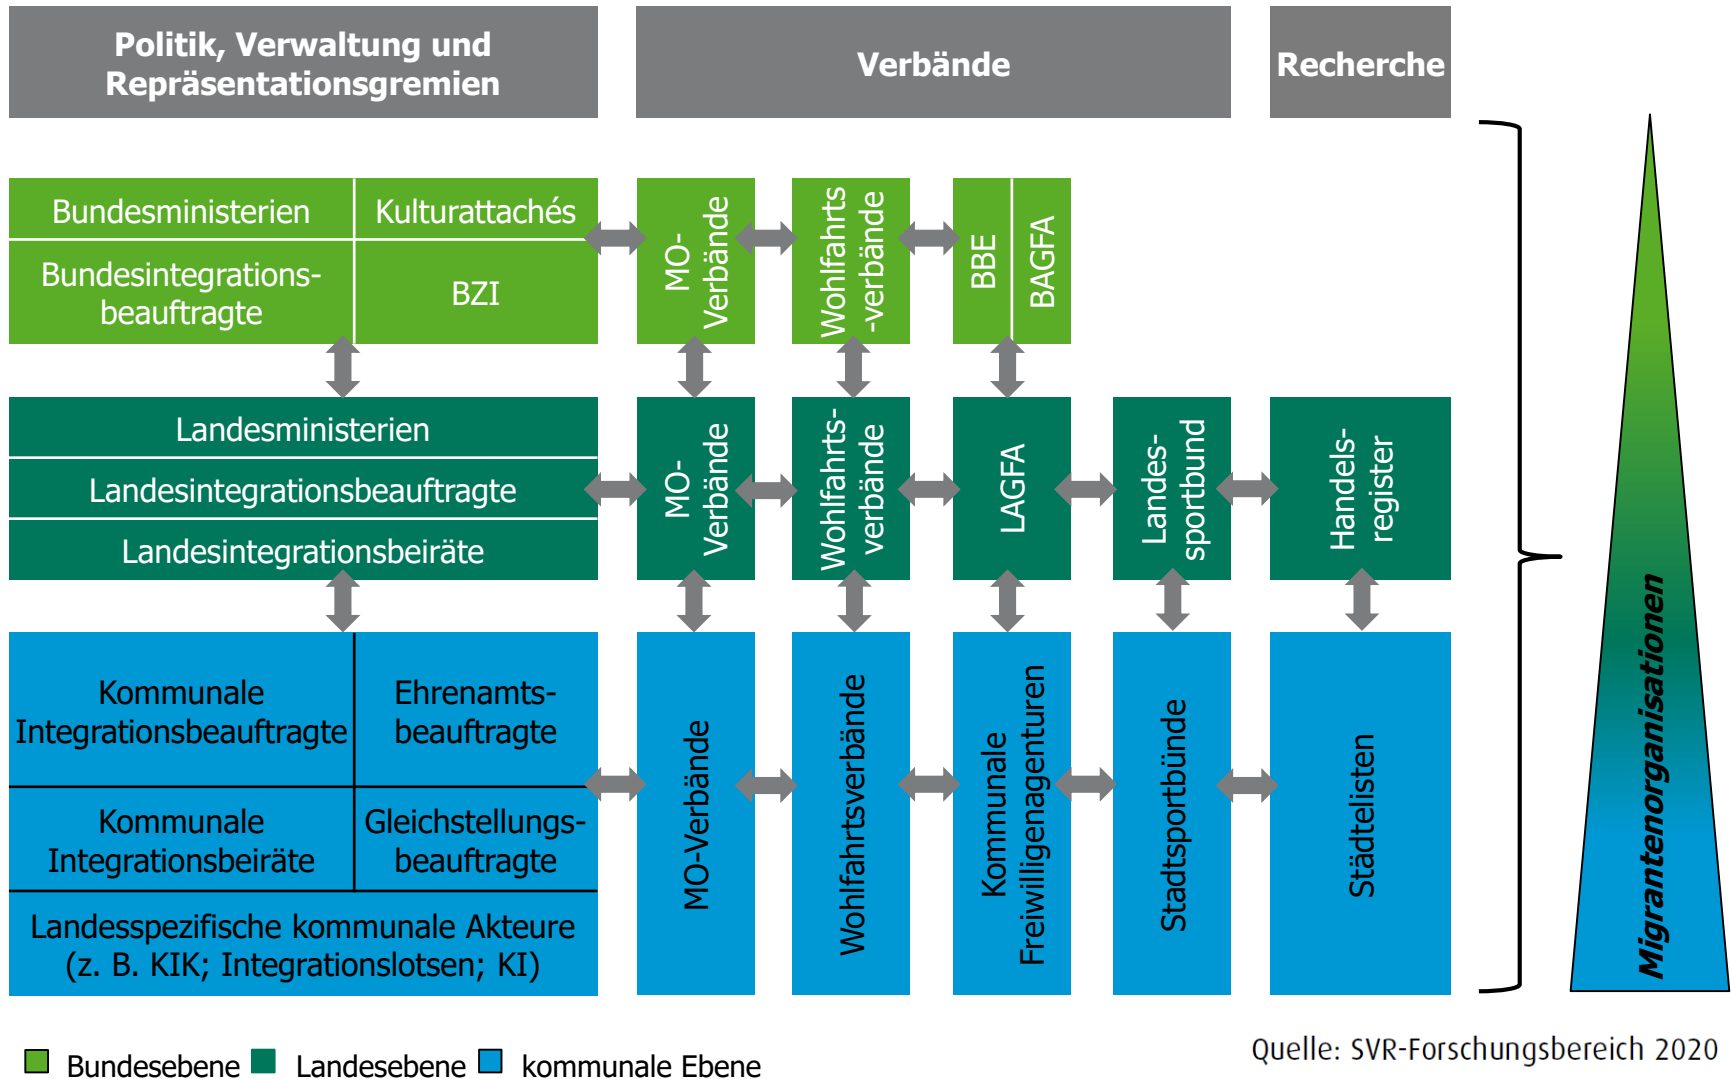 Politik, Verwaltung und
Repräsentationsgremien
Verbände
Recherche
Bundesministerien
Kulturattachés
Bundesintegrations-
beauftragte
BZI
MO-
Verbände
Wohlfahrts
-verbände
BBE
BAGFA
Landesministerien
Landesintegrationsbeauftragte
Landesintegrationsbeiräte
MO-
Verbände
Wohlfahrts-
verbände
LAGFA
Landes-
sportbund
Handels-
register
Kommunale
Integrationsbeauftragte
Ehrenamts-
beauftragte
Kommunale
Integrationsbeiräte
Gleichstellungs-
beauftragte
Landesspezifische kommunale Akteure
(z. B. KIK; Integrationslotsen; KI)
MO-Verbände
Wohlfahrtsverbände
Kommunale
Freiwilligenagenturen
Stadtsportbünde
Städtelisten
Migrantenorganisationen
Bundesebene
Landesebene
kommunale Ebene
Quelle: SVR-Forschungsbereich 2020